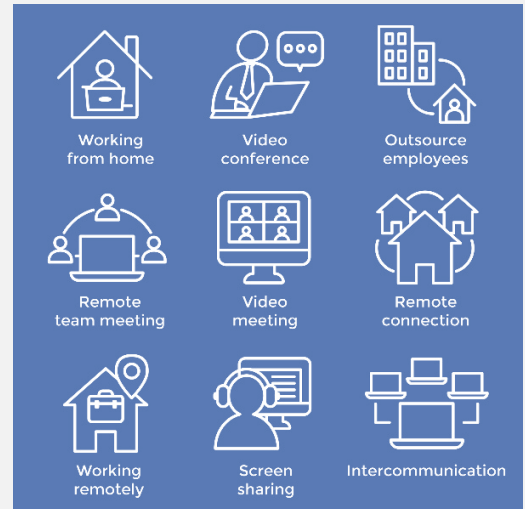 Working
from home
Video
conference
Outsource
employees
Remote
team meeting
Video
meeting
Remote
connection
Working
remotely
Screen
sharing
Intercommunication